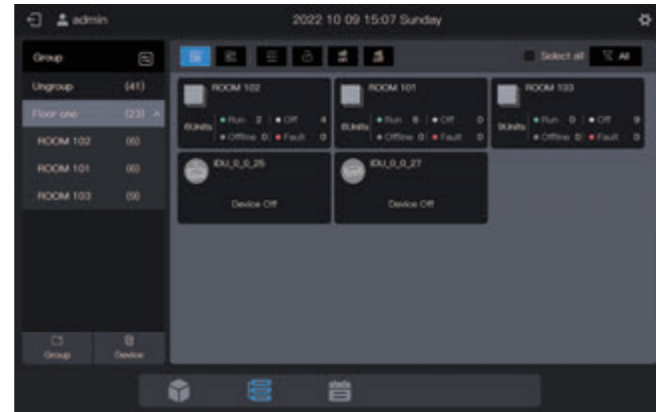 admin
2022 10 09 15:07 Sunday
Group
Select all
All
Ungroup (41)
Floor one (23)
ROOM 102 (6)
ROOM 101 (6)
ROOM 103 (9)
ROOM 102
6Units
Run 2 Off 4
Offline 0 Fault 0
ROOM 101
6Units
Run 6 Off 0
Offline 0 Fault 0
ROOM 103
9Units
Run 0 Off 9
Offline 0 Fault 0
IDU_0_0_25
Device Off
IDU_0_0_27
Device Off
Group
Device